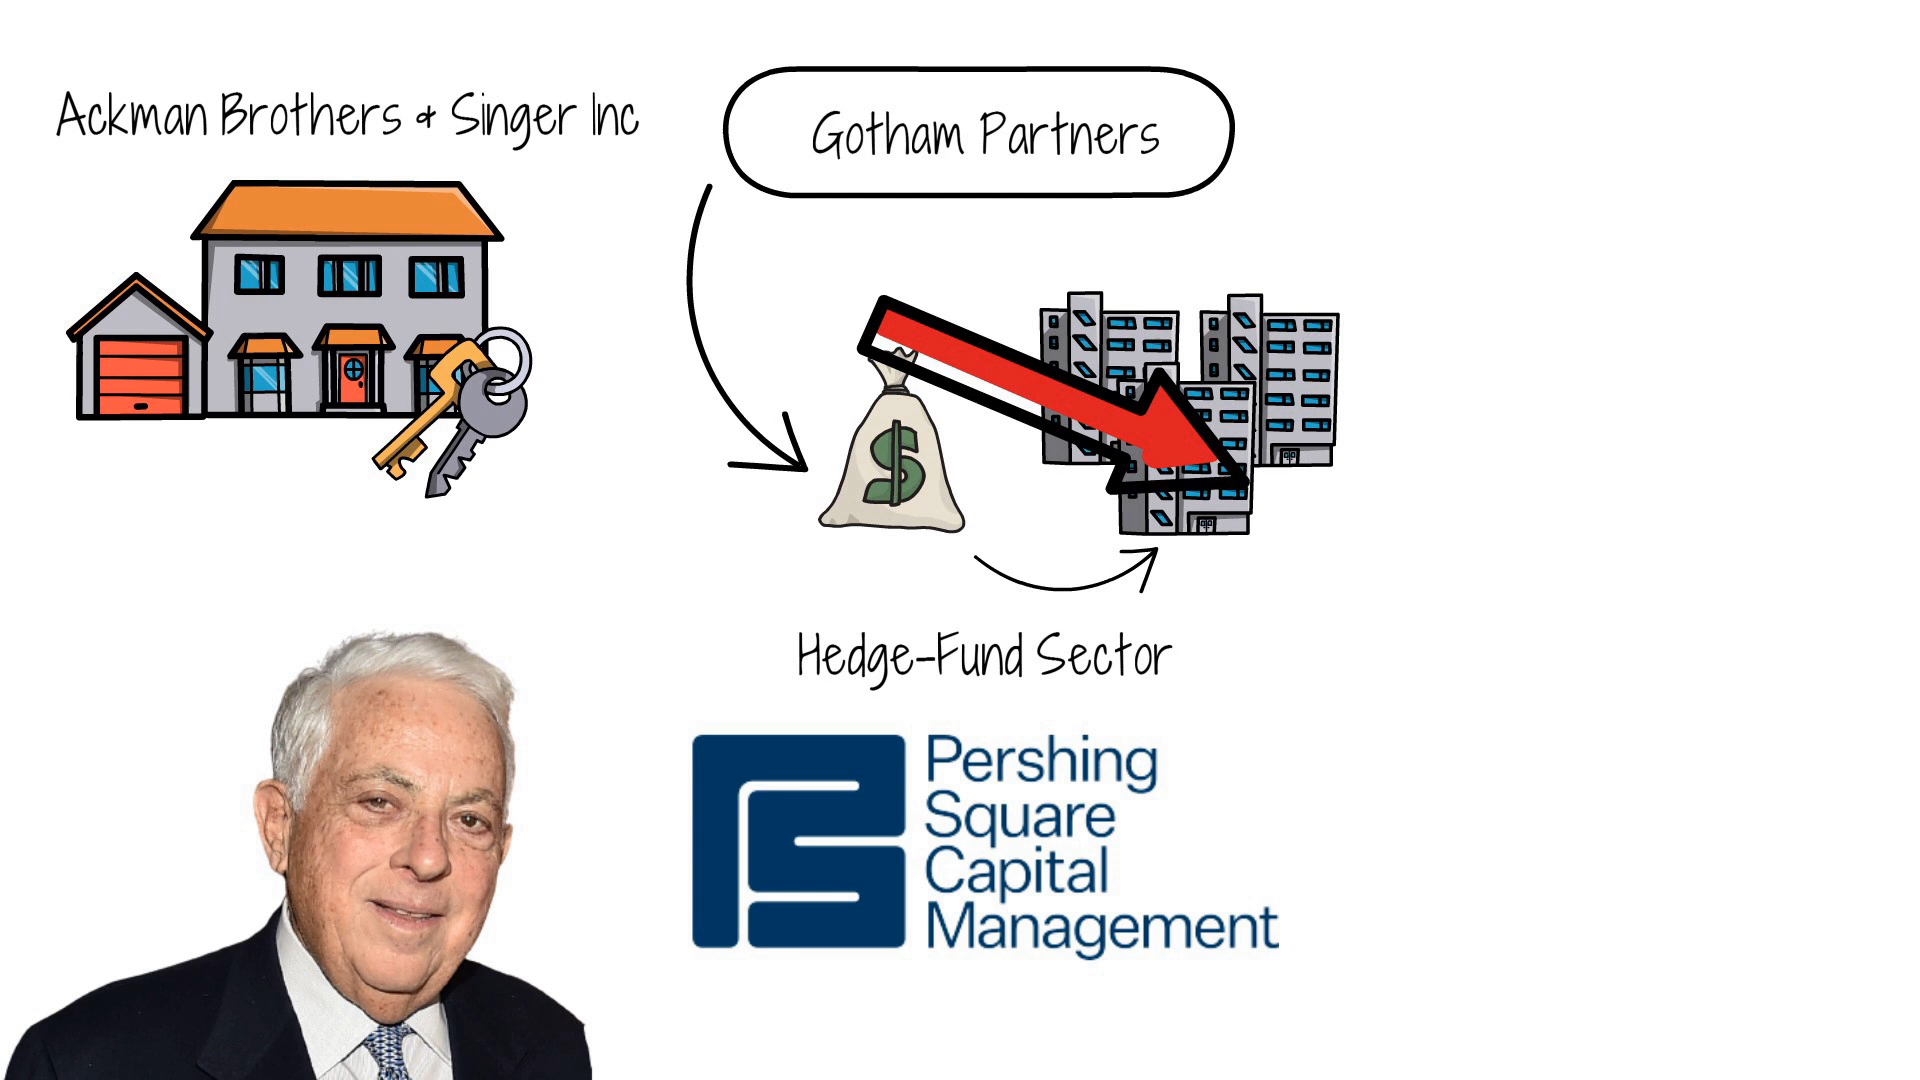 Ackman Brothers & Singer Inc
Gotham Partners
$
Hedge-Fund Sector
Pershing
Square
Capital
Management